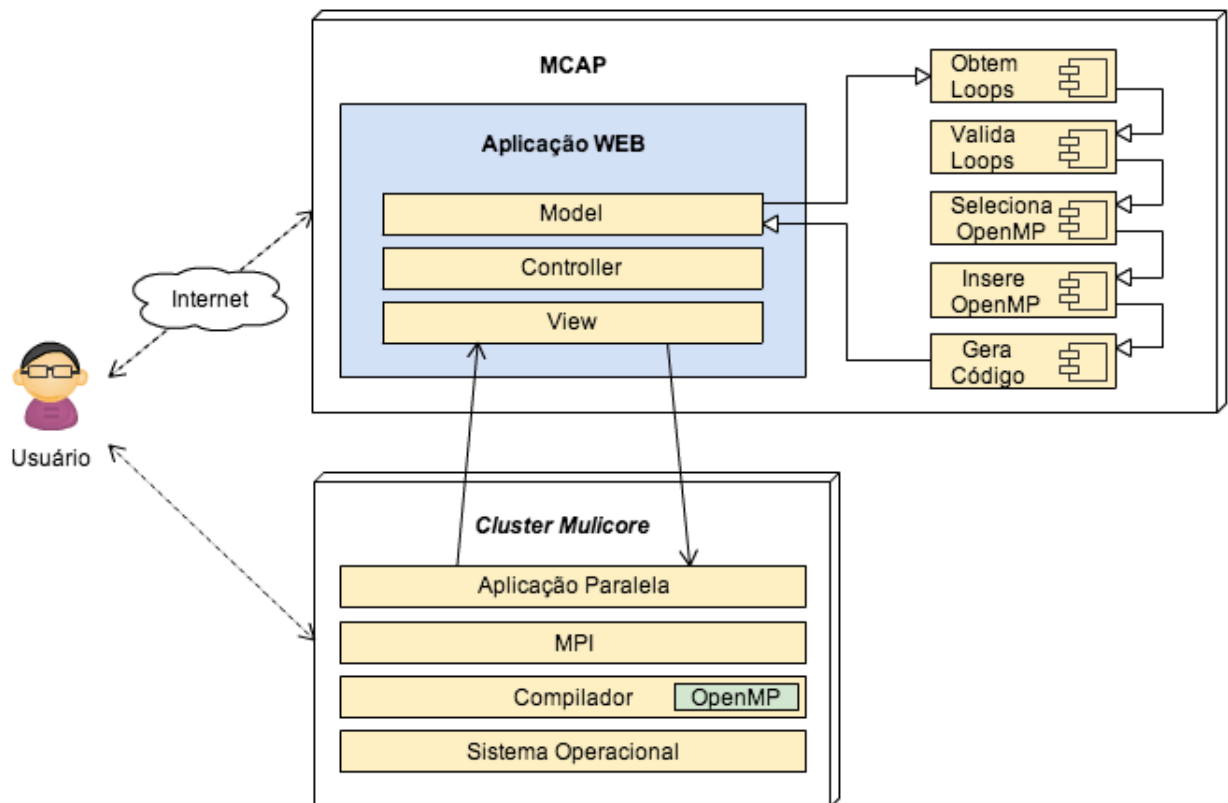 MCAP
Aplicação WEB
Model
Controller
View
Obtem
Loops
Valida
Loops
Seleciona
OpenMP
Insere
OpenMP
Gera
Código
Internet
Usuário
Cluster Mulicore
Aplicação Paralela
MPI
Compilador
OpenMP
Sistema Operacional